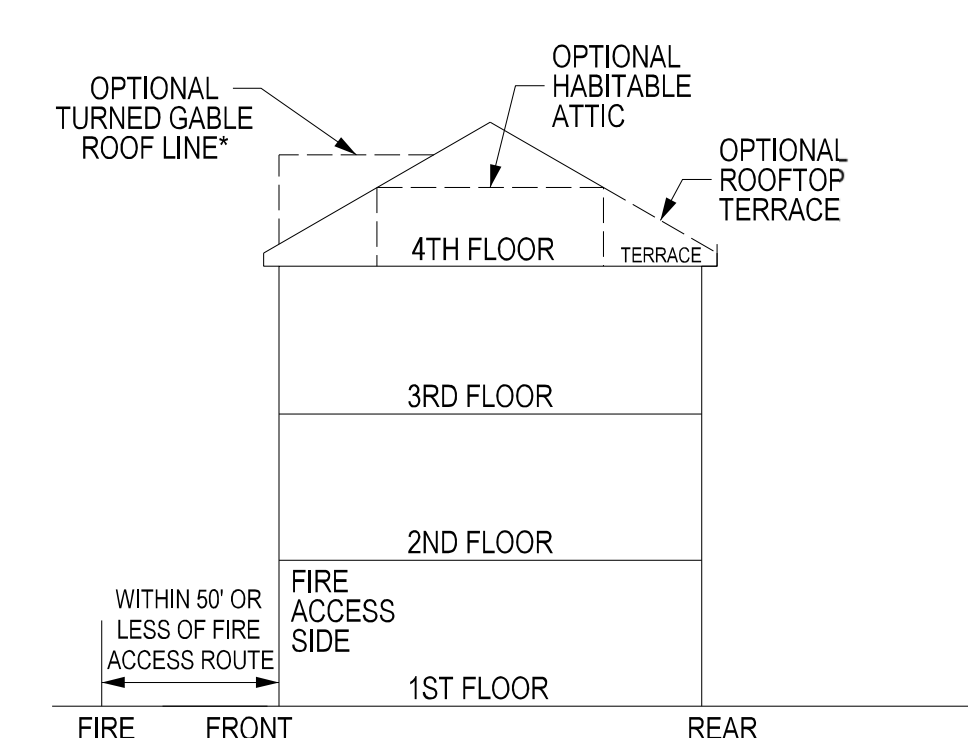 OPTIONAL
TURNED GABLE
ROOF LINE*
OPTIONAL
HABITABLE
ATTIC
OPTIONAL
ROOFTOP
TERRACE
4TH FLOOR
TERRACE
3RD FLOOR
2ND FLOOR
FIRE
ACCESS
SIDE
WITHIN 50' OR
LESS OF FIRE
ACCESS ROUTE
1ST FLOOR
FIRE
FRONT
REAR